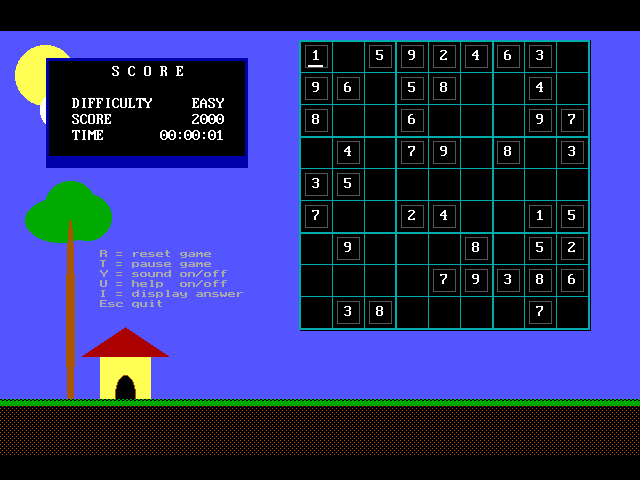 SCORE
DIFFICULTY EASY
SCORE 2000
TIME 00:00:01
R = reset game
T = pause game
Y = sound on/off
U = help on/off
I = display answer
Esc quit
1 5 9 2 4 6 3
9 6 5 8 4
8 6 9 7
4 7 9 8 3
3 5
7 2 4 1 5
9 8 5 2
7 9 3 8 6
3 8 7